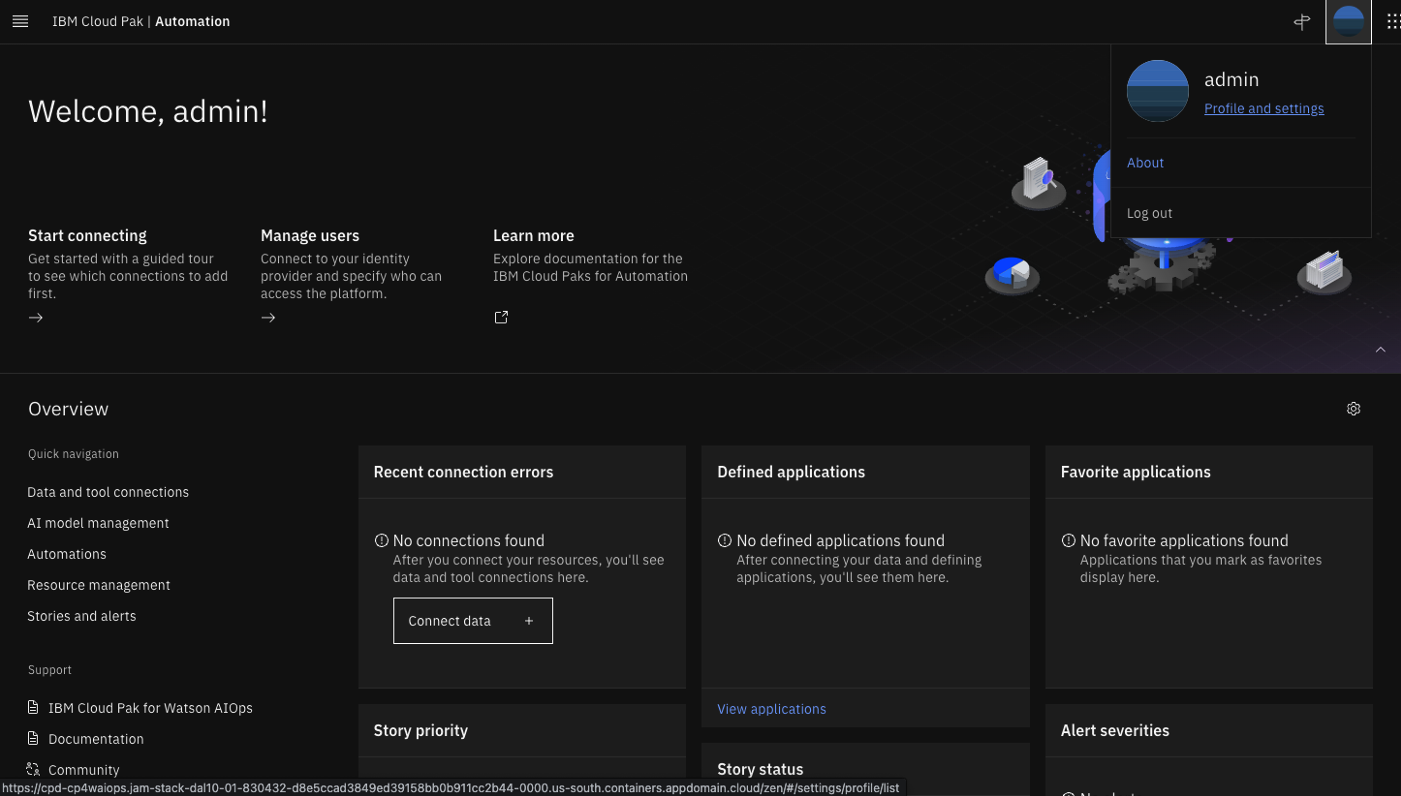 IBM Cloud Pak | Automation
admin
Profile and settings
About
Log out
Welcome, admin!
Start connecting
Get started with a guided tour
to see which connections to add
first.
Manage users
Connect to your identity
provider and specify who can
access the platform.
Learn more
Explore documentation for the
IBM Cloud Paks for Automation
Overview
Quick navigation
Data and tool connections
AI model management
Automations
Resource management
Stories and alerts
Support
IBM Cloud Pak for Watson AIOps
Documentation
Community
Recent connection errors
No connections found
After you connect your resources, you'll see
data and tool connections here.
Connect data +
Story priority
Defined applications
No defined applications found
After connecting your data and defining
applications, you'll see them here.
View applications
Story status
Favorite applications
No favorite applications found
Applications that you mark as favorites
display here.
Alert severities
https://cpd-cp4waiops.jam-stack-dal10-01-830432-d8e5ccad3849ed39158bb0b911cc2b44-0000.us-south.containers.appdomain.cloud/zen/#/settings/profile/list